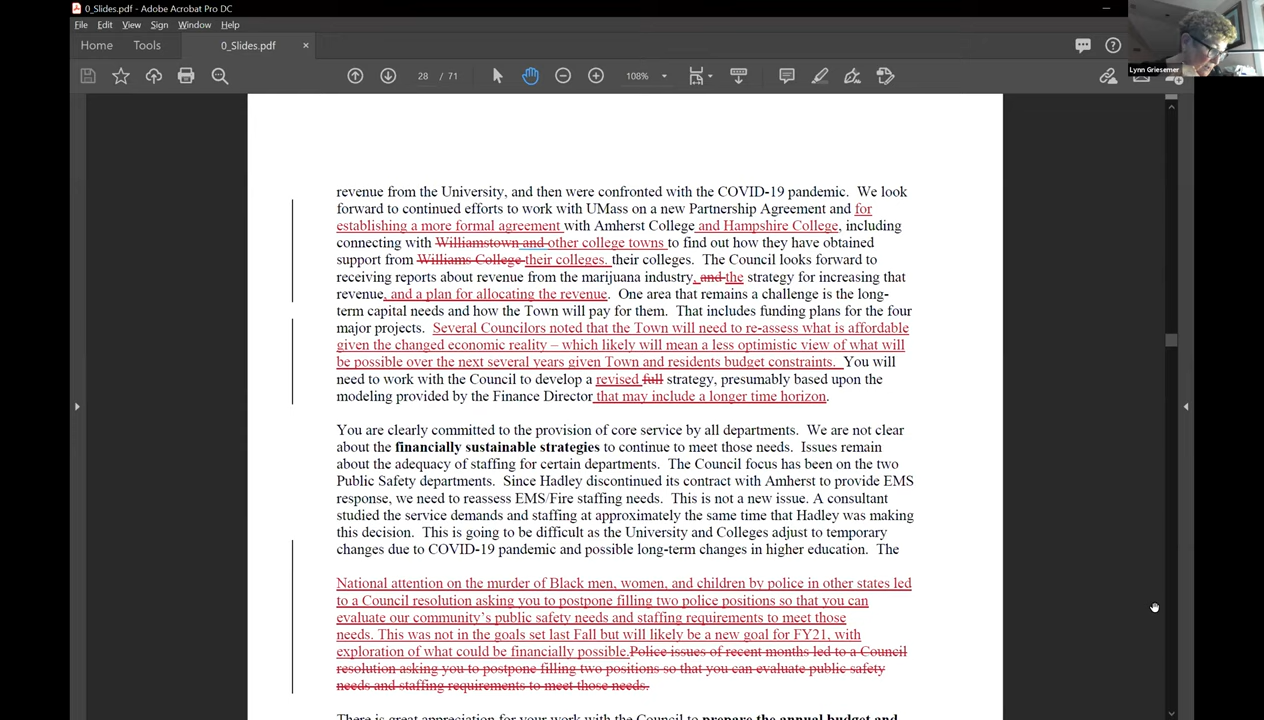 0_Slides.pdf - Adobe Acrobat Pro DC
File Edit View Sign Window Help
Home Tools 0_Slides.pdf ×
28 / 71 108%
Lynn Griesemer
revenue from the University, and then were confronted with the COVID-19 pandemic. We look
forward to continued efforts to work with UMass on a new Partnership Agreement and for
establishing a more formal agreement with Amherst College and Hampshire College, including
connecting with Williamstown and other college towns to find out how they have obtained
support from Williams College their colleges. their colleges. The Council looks forward to
receiving reports about revenue from the marijuana industry, and the strategy for increasing that
revenue, and a plan for allocating the revenue. One area that remains a challenge is the long-
term capital needs and how the Town will pay for them. That includes funding plans for the four
major projects. Several Councilors noted that the Town will need to re-assess what is affordable
given the changed economic reality – which likely will mean a less optimistic view of what will
be possible over the next several years given Town and residents budget constraints. You will
need to work with the Council to develop a revised full strategy, presumably based upon the
modeling provided by the Finance Director that may include a longer time horizon.
You are clearly committed to the provision of core service by all departments. We are not clear
about the financially sustainable strategies to continue to meet those needs. Issues remain
about the adequacy of staffing for certain departments. The Council focus has been on the two
Public Safety departments. Since Hadley discontinued its contract with Amherst to provide EMS
response, we need to reassess EMS/Fire staffing needs. This is not a new issue. A consultant
studied the service demands and staffing at approximately the same time that Hadley was making
this decision. This is going to be difficult as the University and Colleges adjust to temporary
changes due to COVID-19 pandemic and possible long-term changes in higher education. The
National attention on the murder of Black men, women, and children by police in other states led
to a Council resolution asking you to postpone filling two police positions so that you can
evaluate our community's public safety needs and staffing requirements to meet those
needs. This was not in the goals set last Fall but will likely be a new goal for FY21, with
exploration of what could be financially possible.Police issues of recent months led to a Council
resolution asking you to postpone filling two positions so that you can evaluate public safety
needs and staffing requirements to meet those needs.
There is great appreciation for your work with the Council to prepare the annual budget and